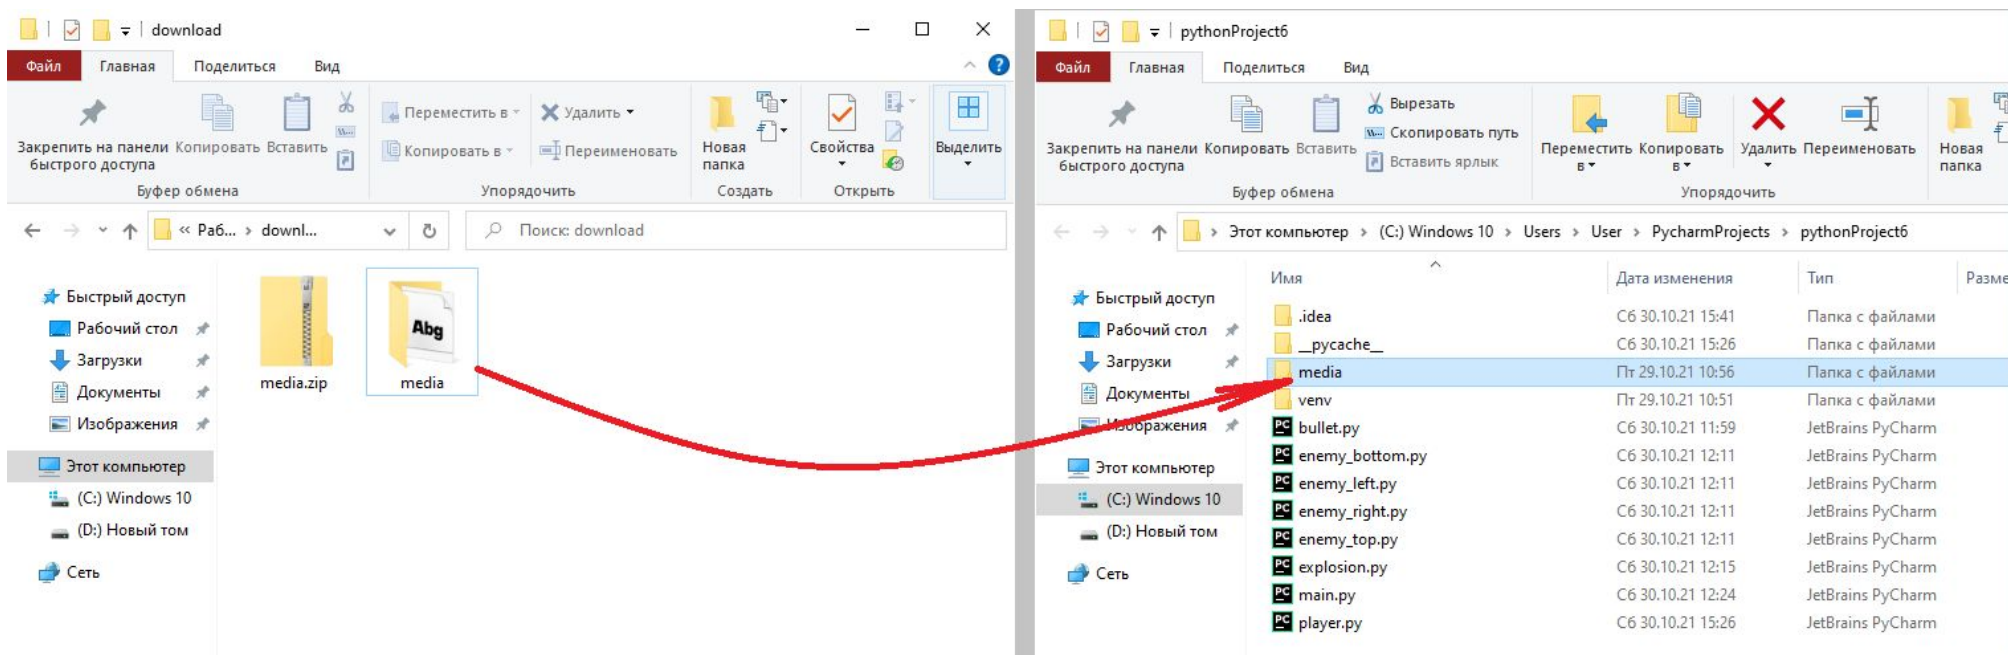 download
Файл Главная Поделиться Вид
Закрепить на панели быстрого доступа
Копировать
Вставить
Буфер обмена
Переместить в
Копировать в
Удалить
Переименовать
Упорядочить
Новая папка
Создать
Свойства
Открыть
Выделить
« Раб... › downl...
Поиск: download
Быстрый доступ
Рабочий стол
Загрузки
Документы
Изображения
Этот компьютер
(C:) Windows 10
(D:) Новый том
Сеть
media.zip
Abg
media
pythonProject6
Файл Главная Поделиться Вид
Закрепить на панели быстрого доступа
Копировать
Вставить
Вырезать
Скопировать путь
Вставить ярлык
Буфер обмена
Переместить в
Копировать в
Удалить
Переименовать
Упорядочить
Новая папка
› Этот компьютер › (C:) Windows 10 › Users › User › PycharmProjects › pythonProject6
Быстрый доступ
Рабочий стол
Загрузки
Документы
Изображения
Этот компьютер
(C:) Windows 10
(D:) Новый том
Сеть
Имя Дата изменения Тип Разме
.idea Сб 30.10.21 15:41 Папка с файлами
__pycache__ Сб 30.10.21 15:26 Папка с файлами
media Пт 29.10.21 10:56 Папка с файлами
venv Пт 29.10.21 10:51 Папка с файлами
bullet.py Сб 30.10.21 11:59 JetBrains PyCharm
enemy_bottom.py Сб 30.10.21 12:11 JetBrains PyCharm
enemy_left.py Сб 30.10.21 12:11 JetBrains PyCharm
enemy_right.py Сб 30.10.21 12:11 JetBrains PyCharm
enemy_top.py Сб 30.10.21 12:11 JetBrains PyCharm
explosion.py Сб 30.10.21 12:15 JetBrains PyCharm
main.py Сб 30.10.21 12:24 JetBrains PyCharm
player.py Сб 30.10.21 15:26 JetBrains PyCharm